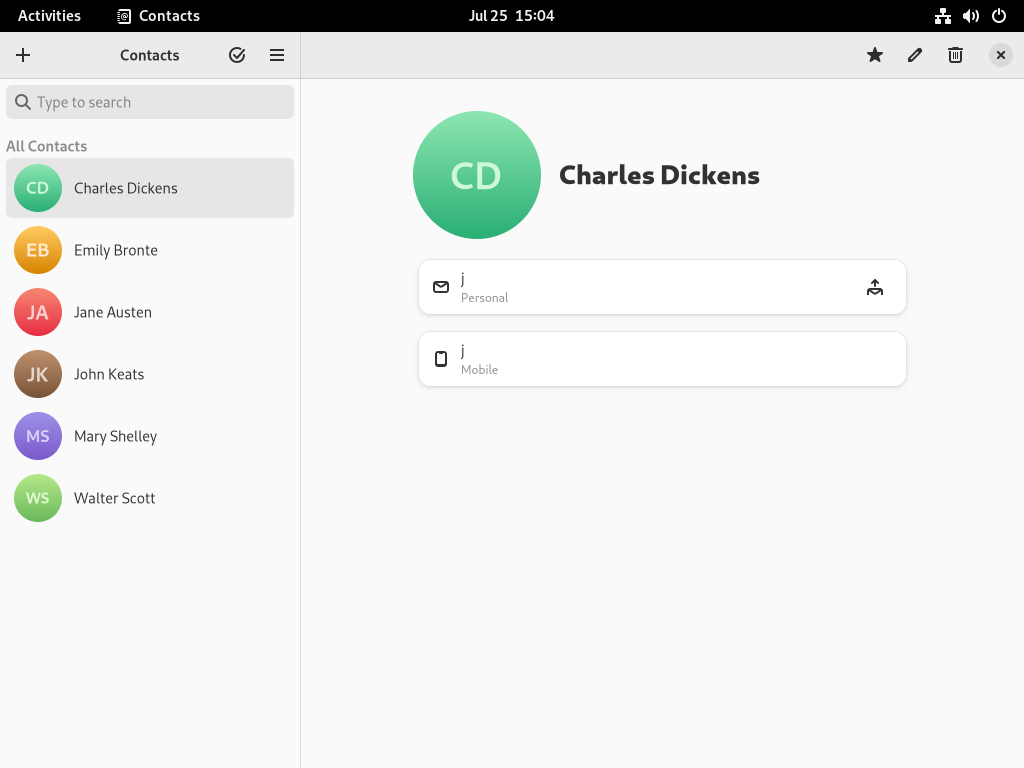 Activities
Contacts
Jul 25 15:04
Contacts
Type to search
All Contacts
CD Charles Dickens
EB Emily Bronte
JA Jane Austen
JK John Keats
MS Mary Shelley
WS Walter Scott
CD Charles Dickens
j
Personal
j
Mobile